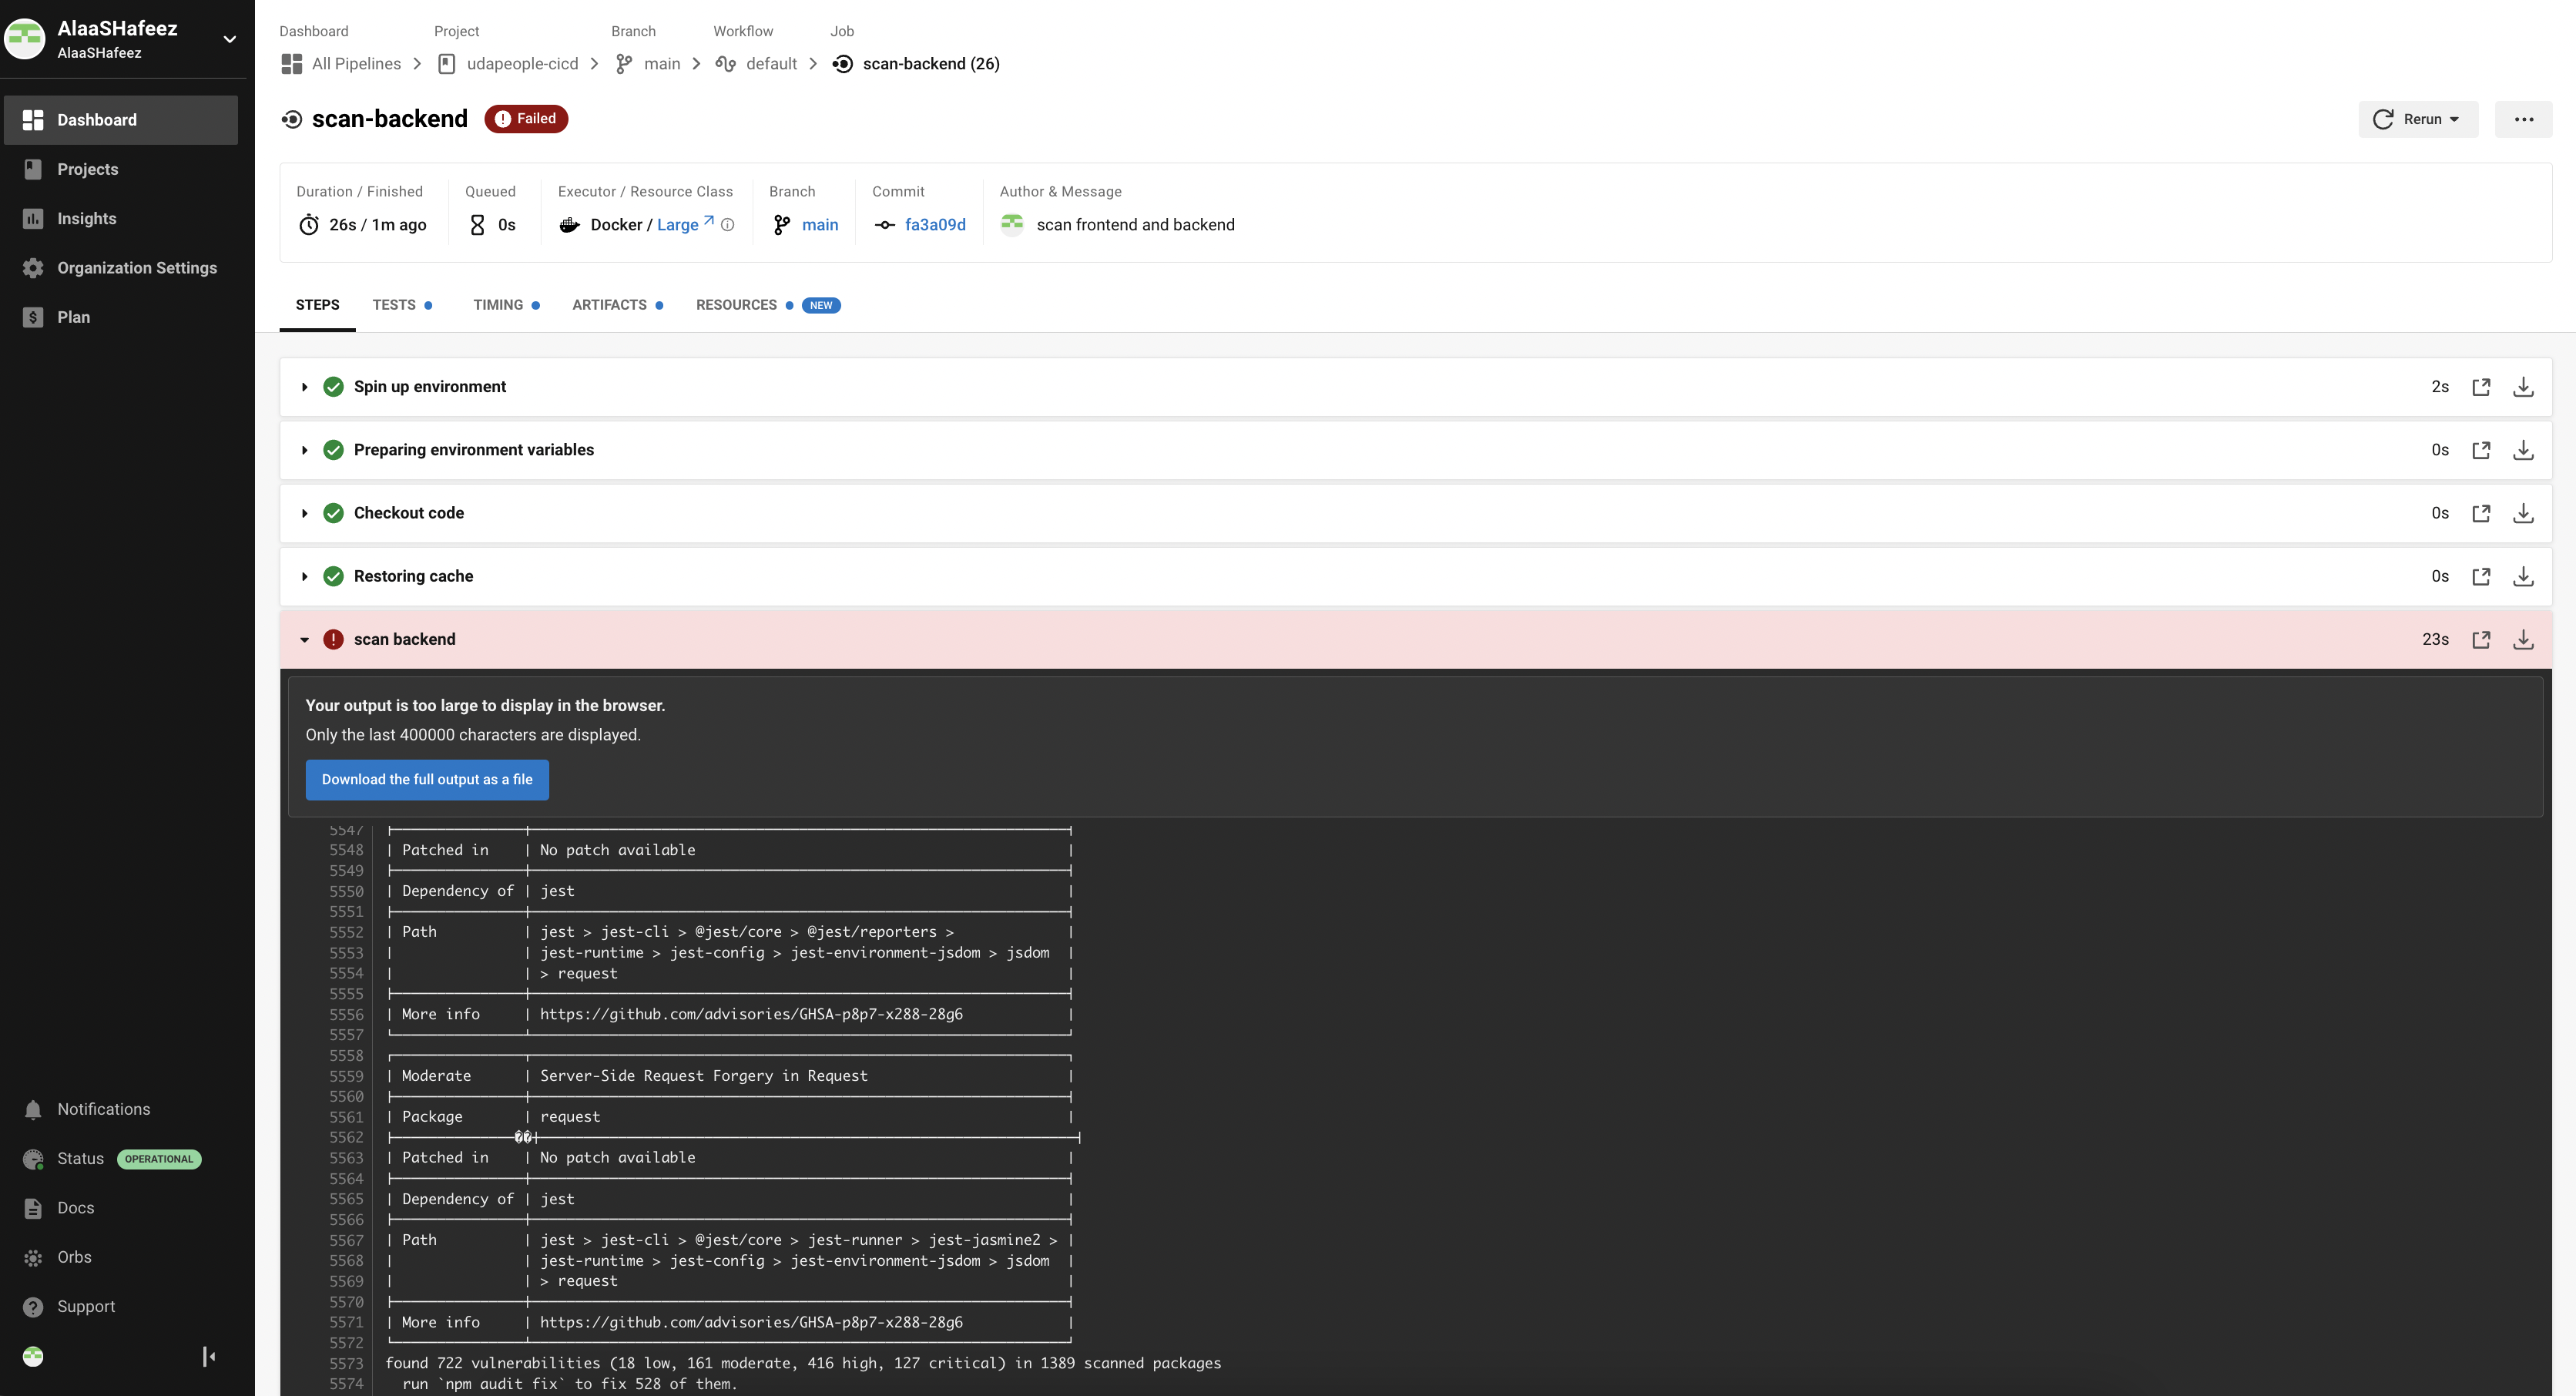 AlaaSHafeez
AlaaSHafeez
Dashboard
Projects
Insights
Organization Settings
$ Plan
Notifications
Status OPERATIONAL
Docs
Orbs
? Support
Dashboard Project Branch Workflow Job
All Pipelines > udapeople-cicd > main > default > scan-backend (26)
scan-backend ! Failed
Rerun ...
Duration / Finished Queued Executor / Resource Class Branch Commit Author & Message
26s / 1m ago 0s Docker / Large main fa3a09d scan frontend and backend
STEPS TESTS TIMING ARTIFACTS RESOURCES NEW
Spin up environment 2s
Preparing environment variables 0s
Checkout code 0s
Restoring cache 0s
! scan backend 23s
Your output is too large to display in the browser.
Only the last 400000 characters are displayed.
Download the full output as a file
5547
5548 | Patched in | No patch available |
5549
5550 | Dependency of | jest |
5551
5552 | Path | jest > jest-cli > @jest/core > @jest/reporters > |
5553 | | jest-runtime > jest-config > jest-environment-jsdom > jsdom |
5554 | | > request |
5555
5556 | More info | https://github.com/advisories/GHSA-p8p7-x288-28g6 |
5557
5558
5559 | Moderate | Server-Side Request Forgery in Request |
5560
5561 | Package | request |
5562 ��
5563 | Patched in | No patch available |
5564
5565 | Dependency of | jest |
5566
5567 | Path | jest > jest-cli > @jest/core > jest-runner > jest-jasmine2 > |
5568 | | jest-runtime > jest-config > jest-environment-jsdom > jsdom |
5569 | | > request |
5570
5571 | More info | https://github.com/advisories/GHSA-p8p7-x288-28g6 |
5572
5573 found 722 vulnerabilities (18 low, 161 moderate, 416 high, 127 critical) in 1389 scanned packages
5574 run `npm audit fix` to fix 528 of them.